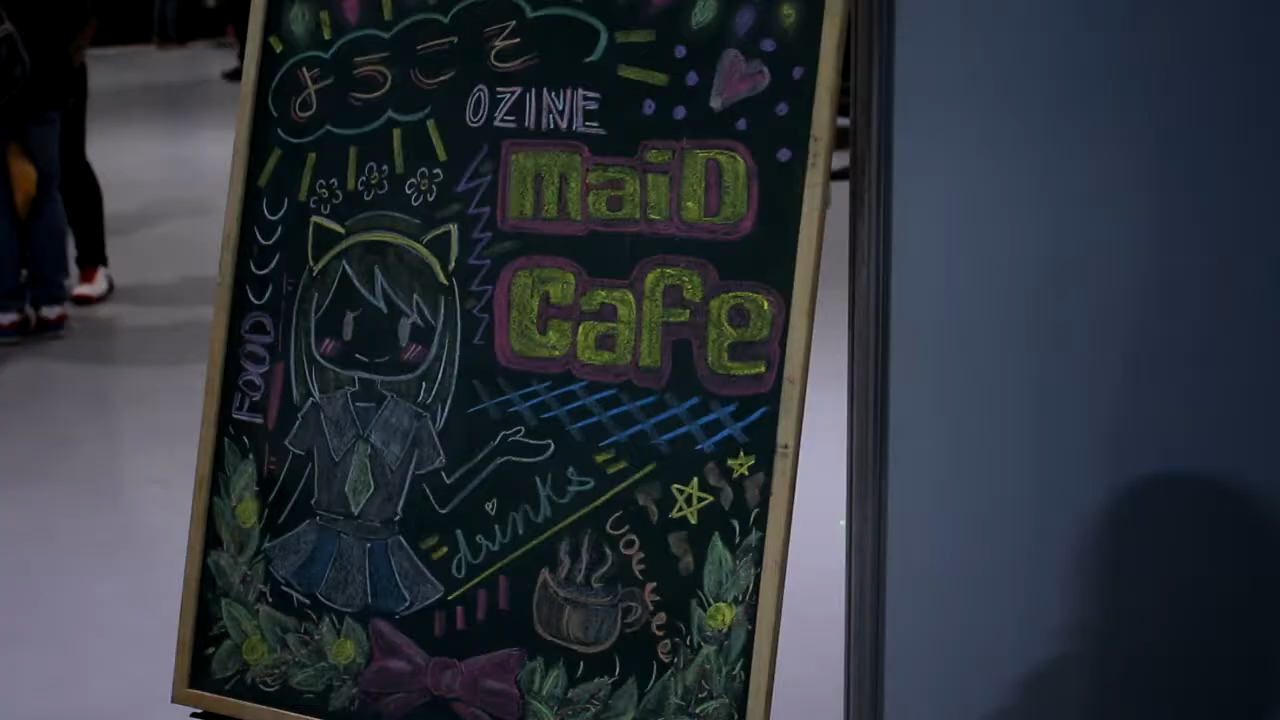 ようこそ
OZINE
MaiD
Cafe
FOOD
drinks
coffee